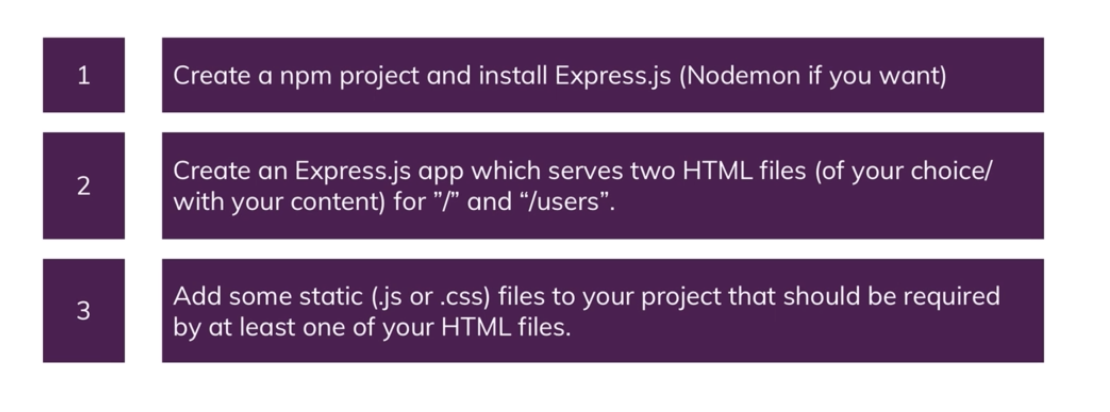 1
Create a npm project and install Express.js (Nodemon if you want)
2
Create an Express.js app which serves two HTML files (of your choice/
with your content) for ”/” and “/users”.
3
Add some static (.js or .css) files to your project that should be required
by at least one of your HTML files.